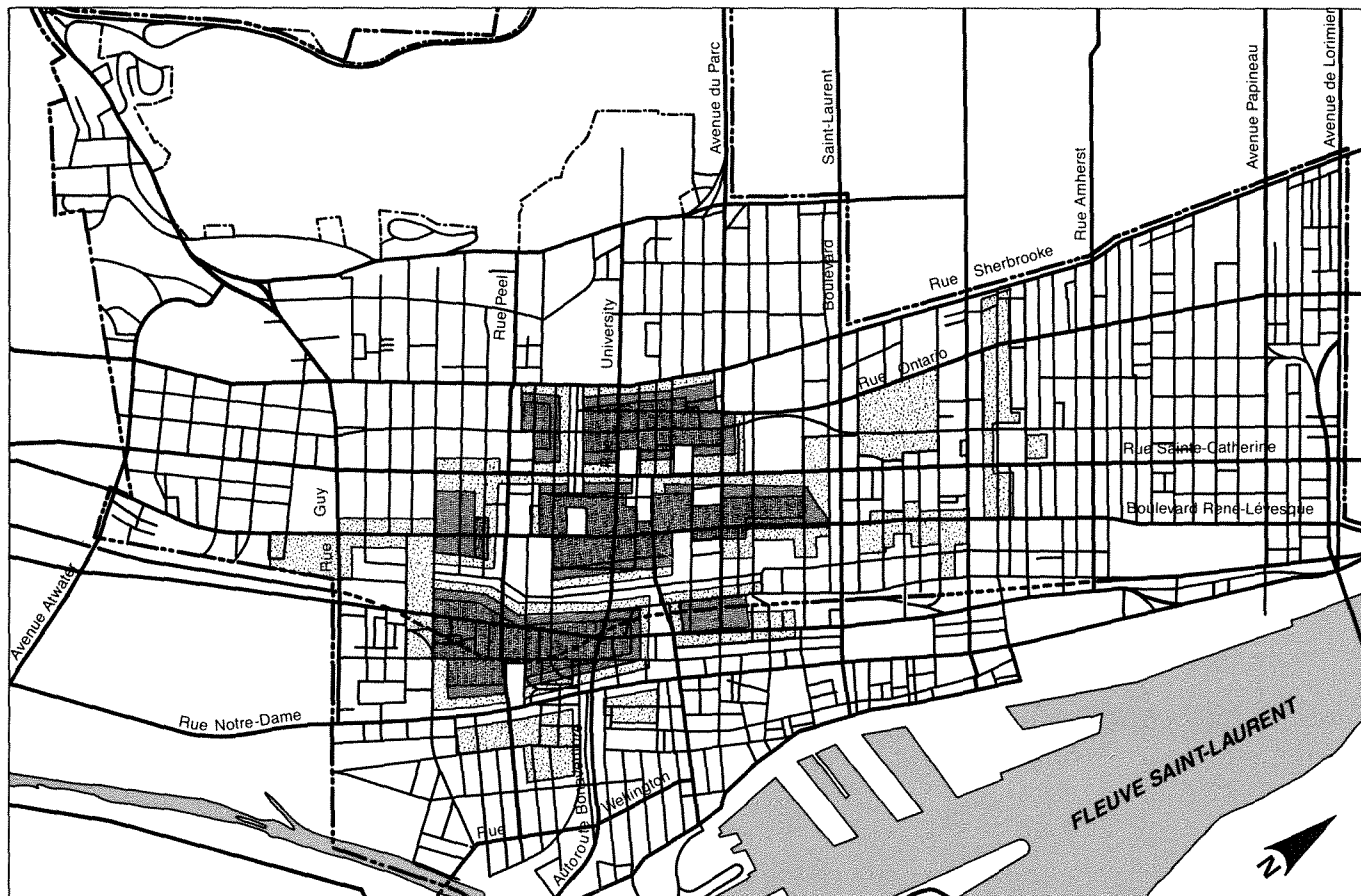 Avenue du Parc
Saint-Laurent
Boulevard
Rue Amherst
Avenue Papineau
Avenue de Lorimier
Rue Sherbrooke
Rue Peel
University
Rue Ontario
Rue Sainte-Catherine
Boulevard René-Lévesque
Guy
Rue
Avenue Atwater
Rue Notre-Dame
Autoroute Bonaventure
Rue Wellington
FLEUVE SAINT-LAURENT
N